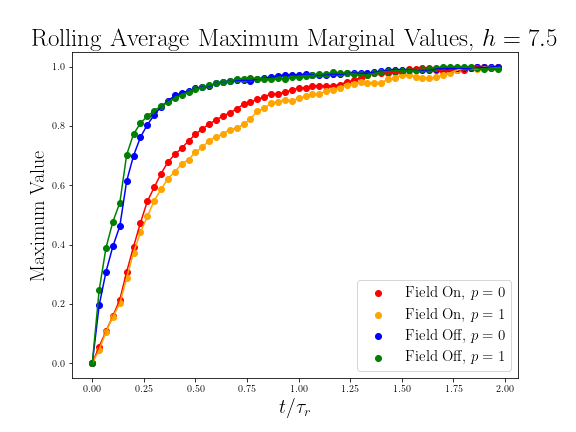 Rolling Average Maximum Marginal Values, h = 7.5
Maximum Value
1.0
0.8
0.6
0.4
0.2
0.0
Field On, p = 0
Field On, p = 1
Field Off, p = 0
Field Off, p = 1
0.00 0.25 0.50 0.75 1.00 1.25 1.50 1.75 2.00
t/τr